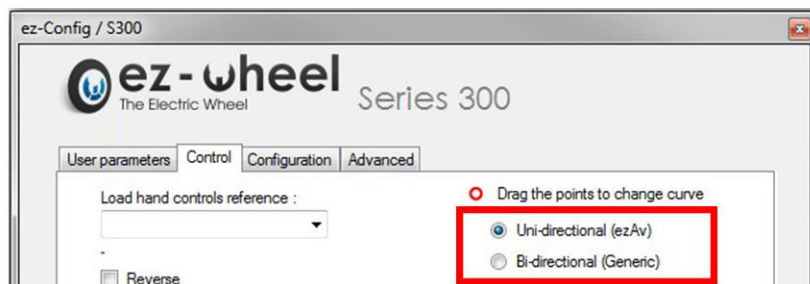 ez-Config / S300
ez-wheel
The Electric Wheel
Series 300
User parameters Control Configuration Advanced
Load hand controls reference :
-
Reverse
Drag the points to change curve
Uni-directional (ezAv)
Bi-directional (Generic)